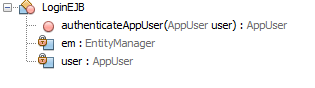 LoginEJB
authenticateAppUser(AppUser user) : AppUser
em : EntityManager
user : AppUser